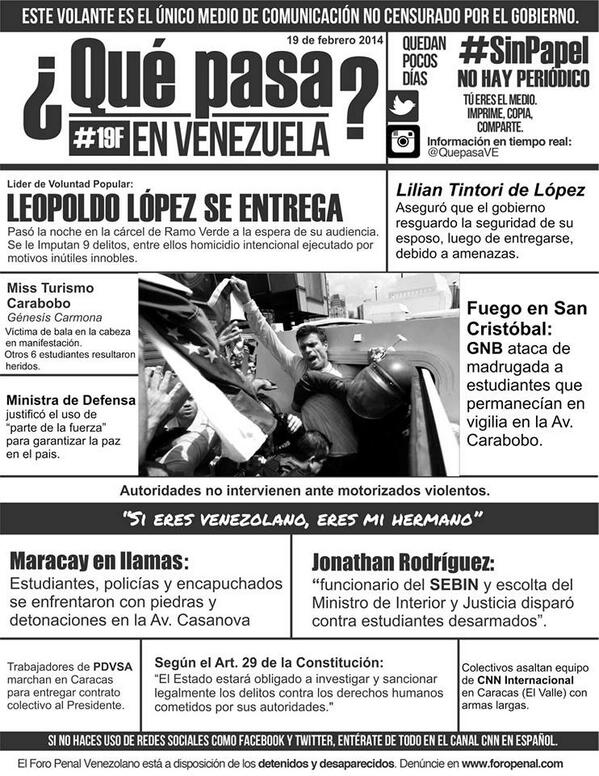 ESTE VOLANTE ES EL ÚNICO MEDIO DE COMUNICACIÓN NO CENSURADO POR EL GOBIERNO.
19 de febrero 2014
¿Qué pasa?
#19F EN VENEZUELA
QUEDAN
POCOS
DÍAS
#SinPapel
NO HAY PERIÓDICO
TÚ ERES EL MEDIO.
IMPRIME, COPIA,
COMPARTE.
Información en tiempo real:
@QuepasaVE
Lider de Voluntad Popular:
LEOPOLDO LÓPEZ SE ENTREGA
Pasó la noche en la cárcel de Ramo Verde a la espera de su audiencia.
Se le Imputan 9 delitos, entre ellos homicidio intencional ejecutado por
motivos inútiles innobles.
Lilian Tintori de López
Aseguró que el gobierno
resguardo la seguridad de su
esposo, luego de entregarse,
debido a amenazas.
Miss Turismo
Carabobo
Génesis Carmona
Victima de bala en la cabeza
en manifestación.
Otros 6 estudiantes resultaron
heridos.
Ministra de Defensa
justificó el uso de
“parte de la fuerza”
para garantizar la paz
en el pais.
Fuego en San
Cristóbal:
GNB ataca de
madrugada a
estudiantes que
permanecían en
vigilia en la Av.
Carabobo.
Autoridades no intervienen ante motorizados violentos.
"SI ERES VENEZOLANO, ERES MI HERMANO"
Maracay en llamas:
Estudiantes, policías y encapuchados
se enfrentaron con piedras y
detonaciones en la Av. Casanova
Jonathan Rodríguez:
“funcionario del SEBIN y escolta del
Ministro de Interior y Justicia disparó
contra estudiantes desarmados”.
Trabajadores de PDVSA
marchan en Caracas
para entregar contrato
colectivo al Presidente.
Según el Art. 29 de la Constitución:
“El Estado estará obligado a investigar y sancionar
legalmente los delitos contra los derechos humanos
cometidos por sus autoridades."
Colectivos asaltan equipo
de CNN Internacional
en Caracas (El Valle) con
armas largas.
SI NO HACES USO DE REDES SOCIALES COMO FACEBOOK Y TWITTER, ENTÉRATE DE TODO EN EL CANAL CNN EN ESPAÑOL.
El Foro Penal Venezolano está a disposición de los detenidos y desaparecidos. Denúncie en www.foropenal.com